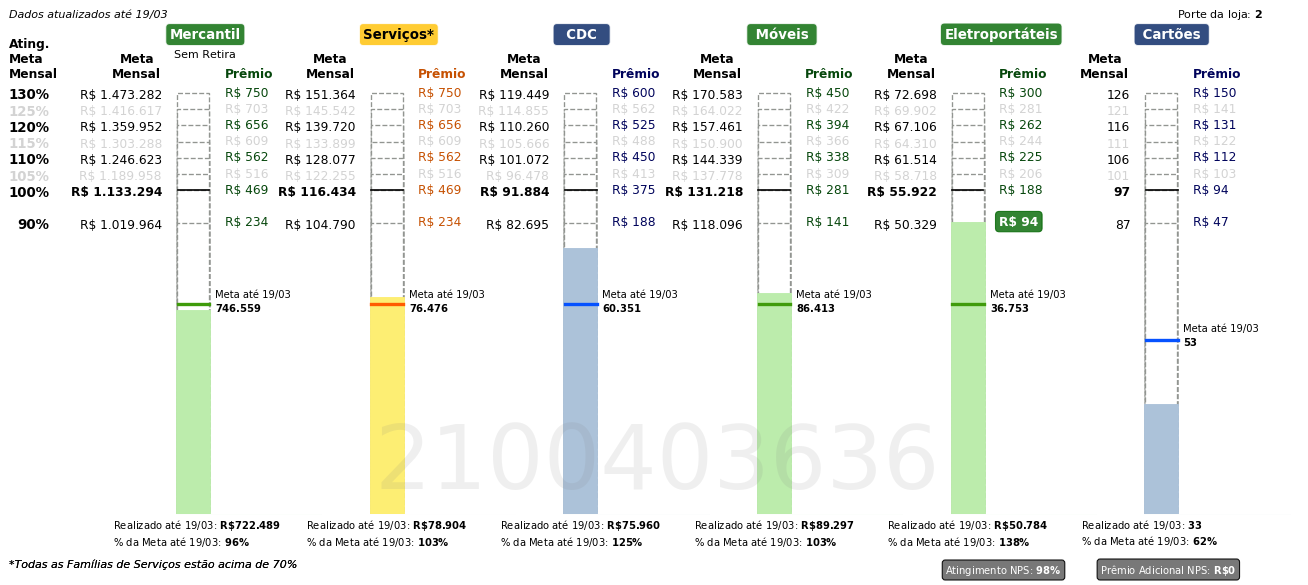 Dados atualizados até 19/03
Porte da loja: 2
Mercantil Serviços* CDC Móveis Eletroportáteis Cartões
Sem Retira
Ating. Meta Mensal
Meta Mensal Prêmio Meta Mensal Prêmio Meta Mensal Prêmio Meta Mensal Prêmio Meta Mensal Prêmio Meta Mensal Prêmio
130% R$ 1.473.282 R$ 750 R$ 151.364 R$ 750 R$ 119.449 R$ 600 R$ 170.583 R$ 450 R$ 72.698 R$ 300 126 R$ 150
125% R$ 1.416.617 R$ 703 R$ 145.542 R$ 703 R$ 114.855 R$ 562 R$ 164.022 R$ 422 R$ 69.902 R$ 281 121 R$ 141
120% R$ 1.359.952 R$ 656 R$ 139.720 R$ 656 R$ 110.260 R$ 525 R$ 157.461 R$ 394 R$ 67.106 R$ 262 116 R$ 131
115% R$ 1.303.288 R$ 609 R$ 133.899 R$ 609 R$ 105.666 R$ 488 R$ 150.900 R$ 366 R$ 64.310 R$ 244 111 R$ 122
110% R$ 1.246.623 R$ 562 R$ 128.077 R$ 562 R$ 101.072 R$ 450 R$ 144.339 R$ 338 R$ 61.514 R$ 225 106 R$ 112
105% R$ 1.189.958 R$ 516 R$ 122.255 R$ 516 R$ 96.478 R$ 413 R$ 137.778 R$ 309 R$ 58.718 R$ 206 101 R$ 103
100% R$ 1.133.294 R$ 469 R$ 116.434 R$ 469 R$ 91.884 R$ 375 R$ 131.218 R$ 281 R$ 55.922 R$ 188 97 R$ 94
90% R$ 1.019.964 R$ 234 R$ 104.790 R$ 234 R$ 82.695 R$ 188 R$ 118.096 R$ 141 R$ 50.329 R$ 94 87 R$ 47
Meta até 19/03 Meta até 19/03 Meta até 19/03 Meta até 19/03 Meta até 19/03
746.559 76.476 60.351 86.413 36.753
Meta até 19/03
53
2100403636
Realizado até 19/03: R$722.489 Realizado até 19/03: R$78.904 Realizado até 19/03: R$75.960 Realizado até 19/03: R$89.297 Realizado até 19/03: R$50.784 Realizado até 19/03: 33
% da Meta até 19/03: 96% % da Meta até 19/03: 103% % da Meta até 19/03: 125% % da Meta até 19/03: 103% % da Meta até 19/03: 138% % da Meta até 19/03: 62%
*Todas as Famílias de Serviços estão acima de 70%
Atingimento NPS: 98% Prêmio Adicional NPS: R$0